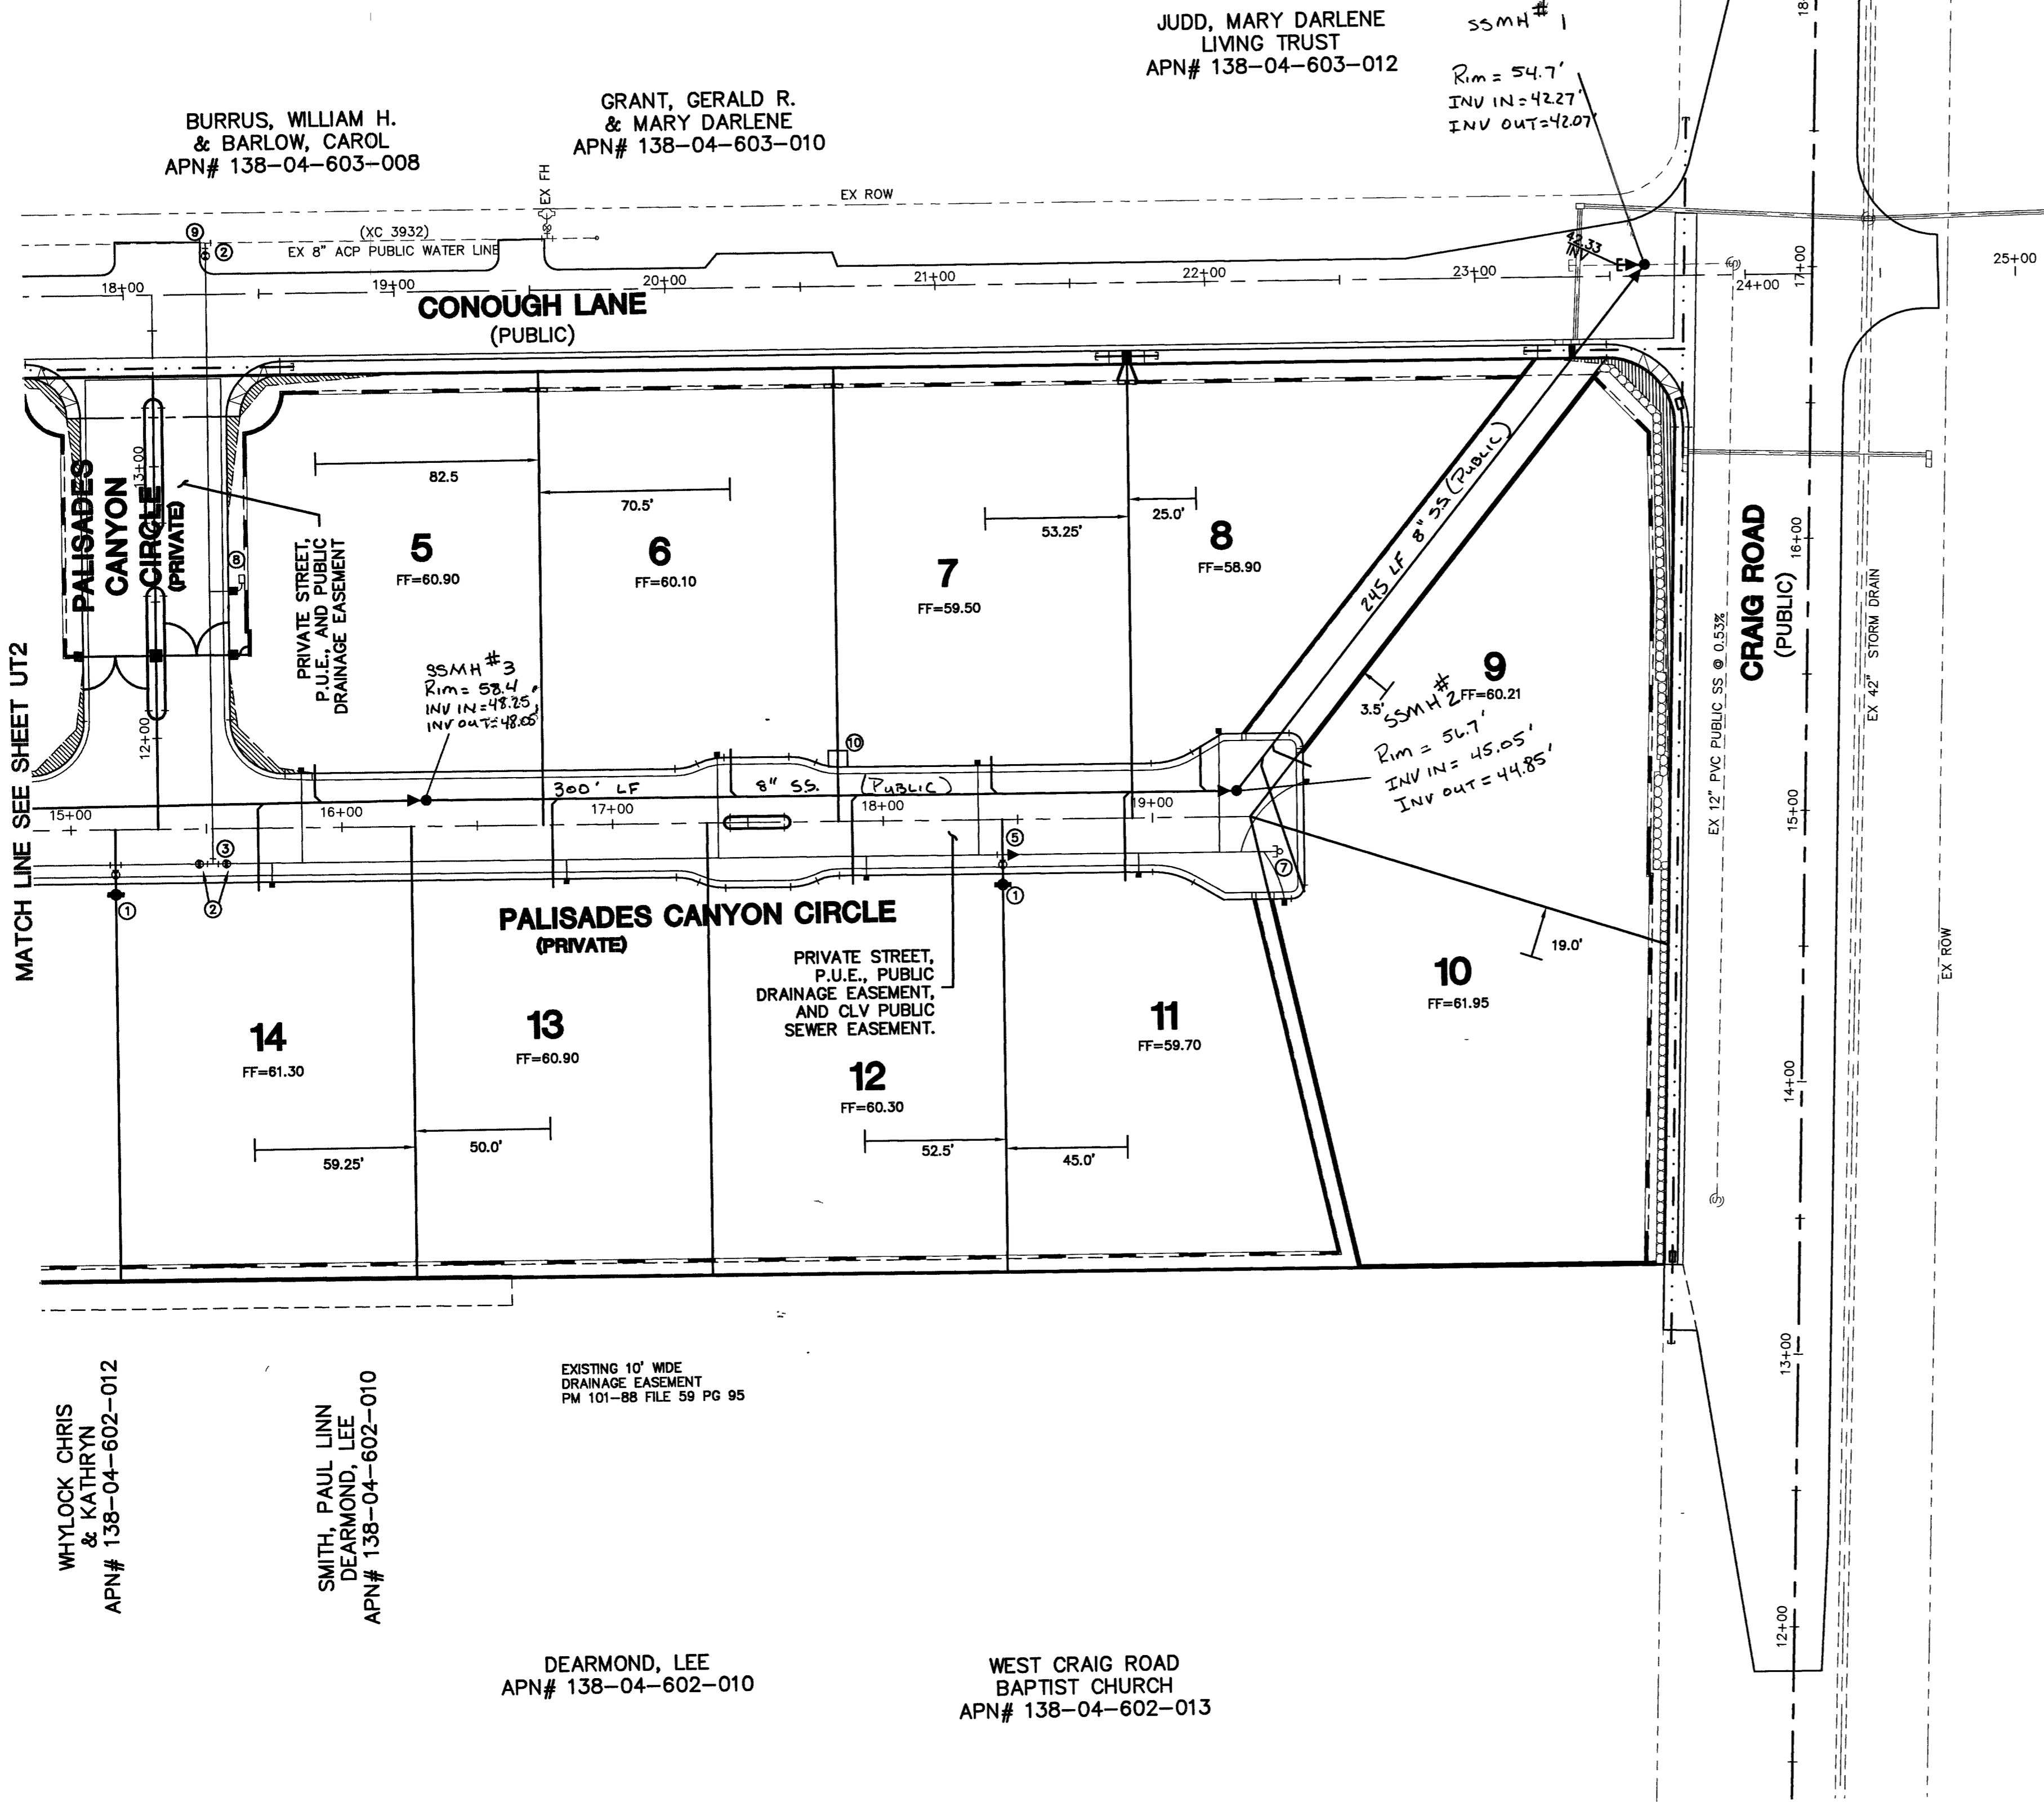 JUDD, MARY DARLENE
LIVING TRUST
APN# 138-04-603-012
SSMH #1
Rim = 54.7'
INV IN = 42.27'
INV OUT = 42.07'
BURRUS, WILLIAM H.
& BARLOW, CAROL
APN# 138-04-603-008
GRANT, GERALD R.
& MARY DARLENE
APN# 138-04-603-010
EX FH
EX ROW
(XC 3932)
EX 8" ACP PUBLIC WATER LINE
9
2
18+00
19+00
20+00
21+00
22+00
23+00
24+00
25+00
42.33
INV
E
CONOUGH LANE
(PUBLIC)
17+00
PALISADES
CANYON
CIRCLE
(PRIVATE)
13+00
12+00
8
PRIVATE STREET,
P.U.E., AND PUBLIC
DRAINAGE EASEMENT
82.5
70.5'
53.25'
25.0'
5
FF=60.90
6
FF=60.10
7
FF=59.50
8
FF=58.90
245 LF 8" S.S. (PUBLIC)
9
FF=60.21
3.5'
SSMH #2
Rim = 56.7'
INV IN = 45.05'
INV OUT = 44.85'
SSMH #3
Rim = 58.4
INV IN = 48.25'
INV OUT = 48.05'
10
300' LF 8" S.S. (PUBLIC)
15+00
16+00
17+00
18+00
19+00
MATCH LINE SEE SHEET UT2
3
2
1
5
1
7
PALISADES CANYON CIRCLE
(PRIVATE)
PRIVATE STREET,
P.U.E., PUBLIC
DRAINAGE EASEMENT,
AND CLV PUBLIC
SEWER EASEMENT.
14
FF=61.30
13
FF=60.90
12
FF=60.30
11
FF=59.70
10
FF=61.95
19.0'
59.25'
50.0'
52.5'
45.0'
CRAIG ROAD
(PUBLIC)
EX 12" PVC PUBLIC SS @ 0.53%
EX 42" STORM DRAIN
EX ROW
16+00
15+00
14+00
13+00
12+00
EXISTING 10' WIDE
DRAINAGE EASEMENT
PM 101-88 FILE 59 PG 95
WHYLOCK CHRIS
& KATHRYN
APN# 138-04-602-012
SMITH, PAUL LINN
DEARMOND, LEE
APN# 138-04-602-010
DEARMOND, LEE
APN# 138-04-602-010
WEST CRAIG ROAD
BAPTIST CHURCH
APN# 138-04-602-013